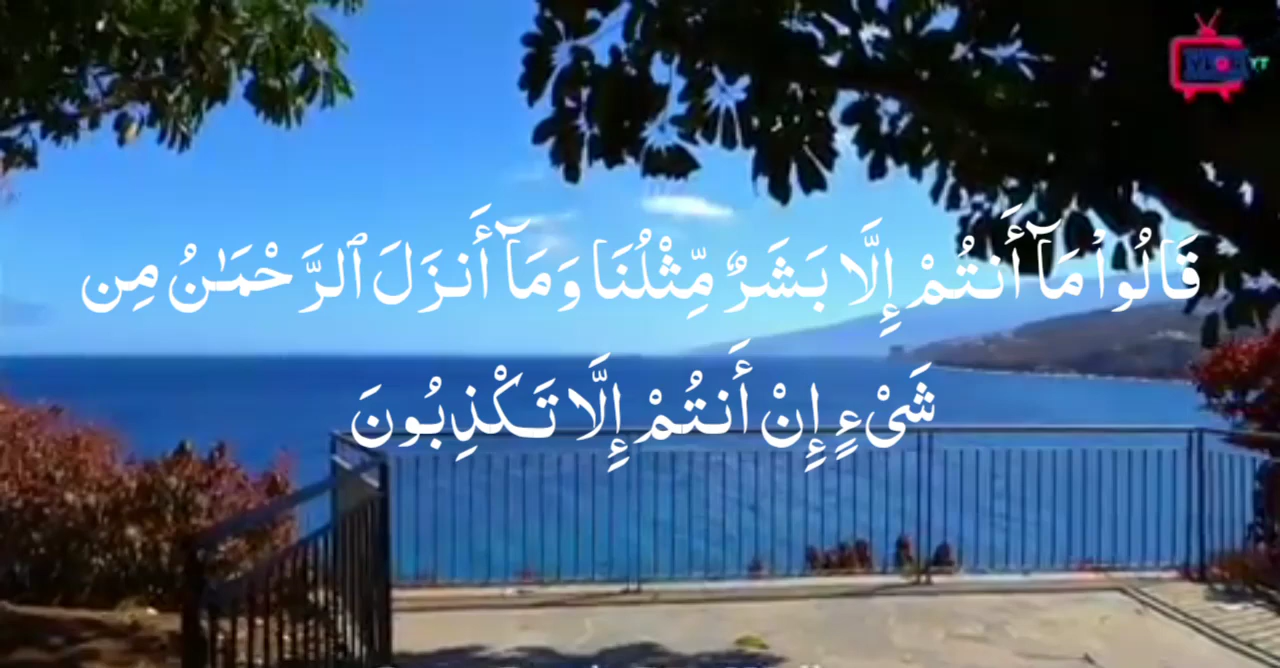 قَالُوا۟ مَآ أَنتُمْ إِلَّا بَشَرٌ مِّثْلُنَا وَمَآ أَنزَلَ ٱلرَّحْمَـٰنُ مِن
شَىْءٍ إِنْ أَنتُمْ إِلَّا تَكْذِبُونَ